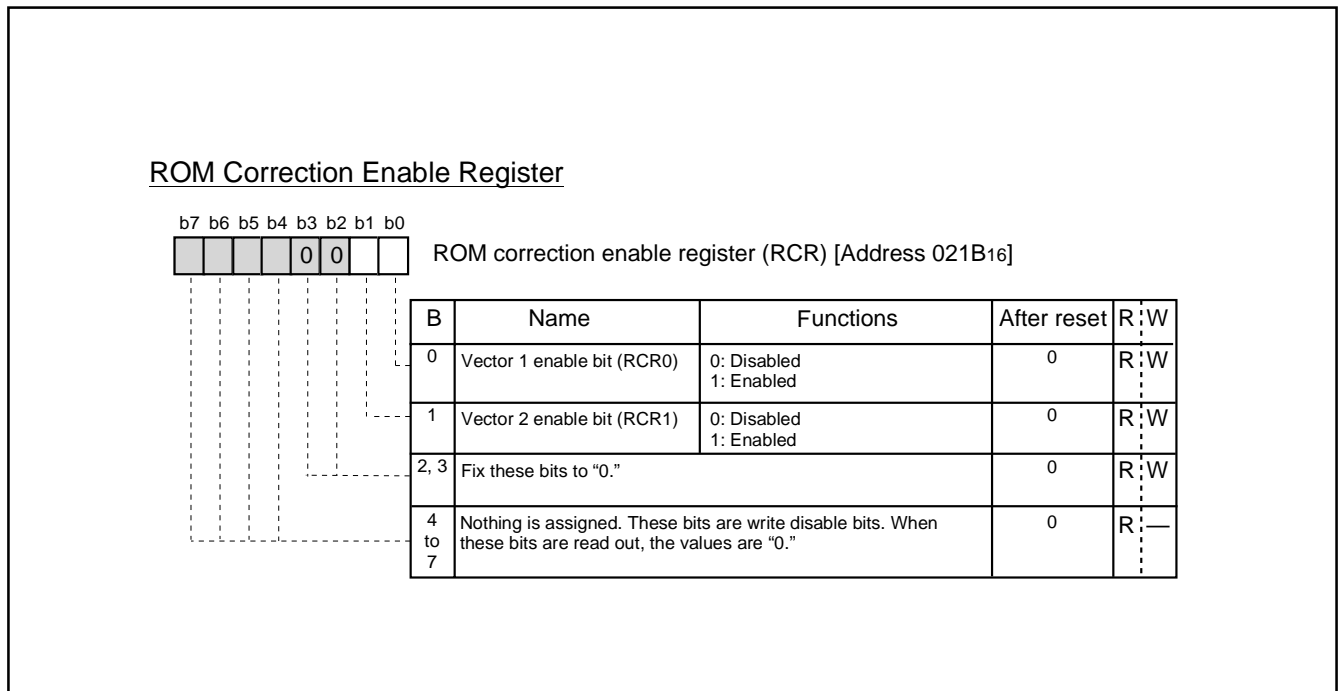 ROM Correction Enable Register
b7 b6 b5 b4 b3 b2 b1 b0
0 0
ROM correction enable register (RCR) [Address 021B16]
B Name Functions After reset R W
0 Vector 1 enable bit (RCR0) 0: Disabled 0 R W
1: Enabled
1 Vector 2 enable bit (RCR1) 0: Disabled 0 R W
1: Enabled
2, 3 Fix these bits to “0.” 0 R W
4 Nothing is assigned. These bits are write disable bits. When 0 R —
to these bits are read out, the values are “0.”
7